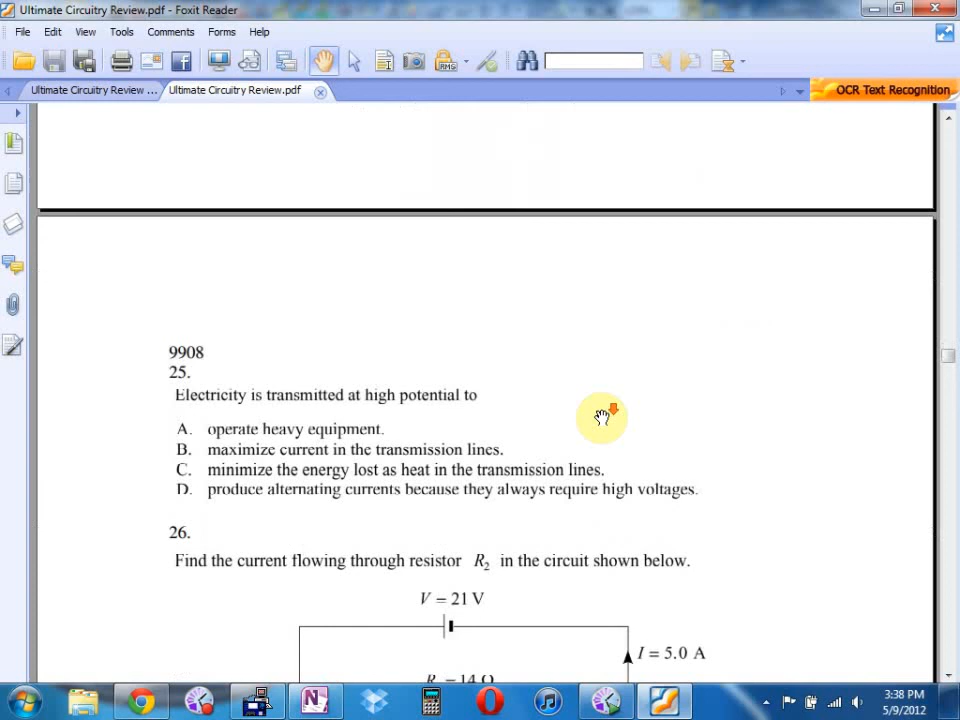 Ultimate Circuitry Review.pdf - Foxit Reader
File Edit View Tools Comments Forms Help
RMS
Ultimate Circuitry Review ... Ultimate Circuitry Review.pdf OCR Text Recognition
9908
25.
Electricity is transmitted at high potential to
A. operate heavy equipment.
B. maximize current in the transmission lines.
C. minimize the energy lost as heat in the transmission lines.
D. produce alternating currents because they always require high voltages.
26.
Find the current flowing through resistor R₂ in the circuit shown below.
V = 21 V
I = 5.0 A
= 14 Ω
3:38 PM
5/9/2012